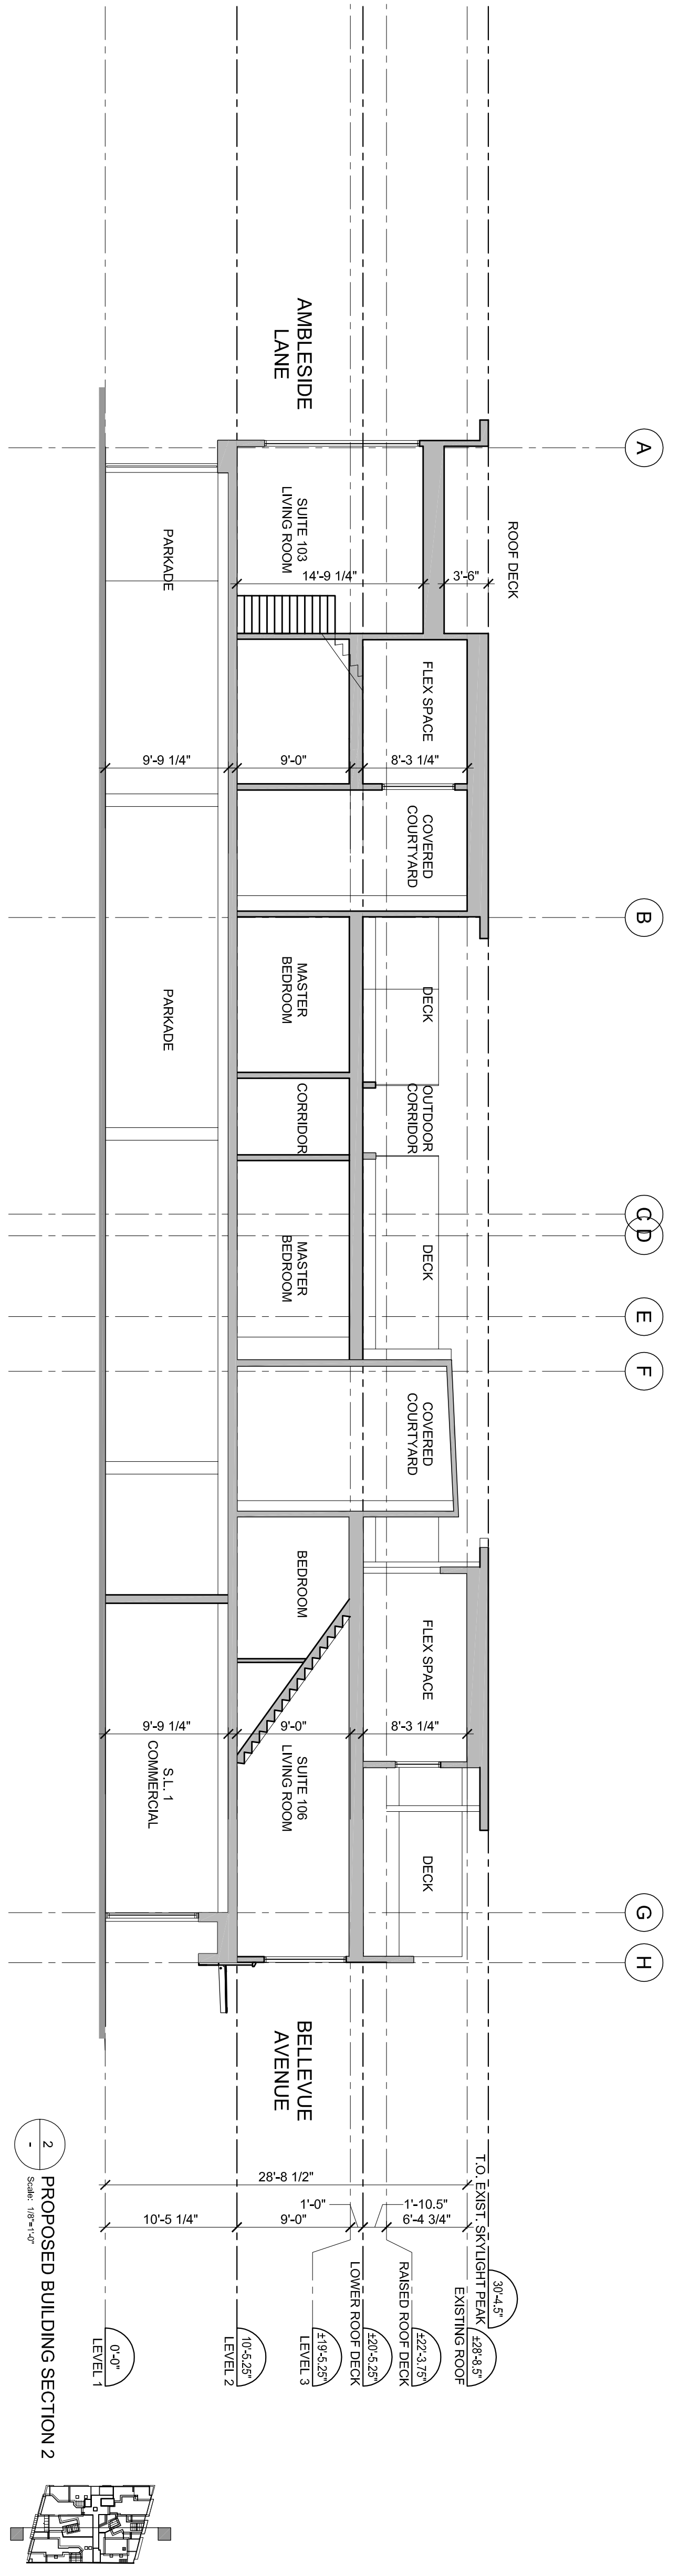 A
B
C
D
E
F
G
H
T.O. EXIST. SKYLIGHT PEAK
30'-4.5"
EXISTING ROOF
±28'-8.5"
RAISED ROOF DECK
±22'-3.75"
LOWER ROOF DECK
±20'-5.25"
LEVEL 3
±19'-5.25"
LEVEL 2
10'-5.25"
LEVEL 1
0'-0"
ROOF DECK
3'-6"
AMBLESIDE
LANE
SUITE 103
LIVING ROOM
14'-9 1/4"
FLEX SPACE
8'-3 1/4"
9'-0"
9'-9 1/4"
COVERED
COURTYARD
PARKADE
PARKADE
DECK
MASTER
BEDROOM
OUTDOOR
CORRIDOR
CORRIDOR
DECK
MASTER
BEDROOM
COVERED
COURTYARD
BEDROOM
FLEX SPACE
8'-3 1/4"
9'-0"
9'-9 1/4"
SUITE 106
LIVING ROOM
S.L. 1
COMMERCIAL
DECK
BELLEVUE
AVENUE
28'-8 1/2"
1'-0"
1'-10.5"
10'-5 1/4"
9'-0"
6'-4 3/4"
2
-
PROPOSED BUILDING SECTION 2
Scale: 1/8"=1'-0"